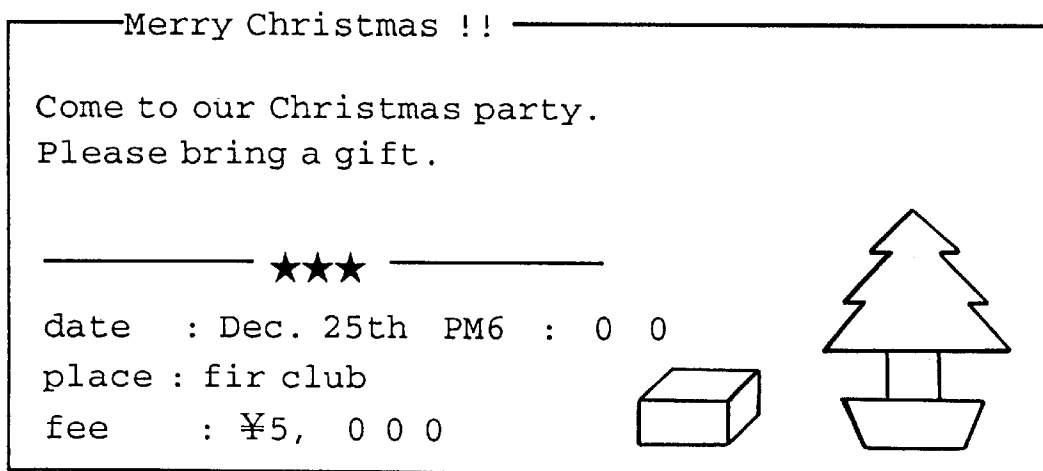 Merry Christmas !!
Come to our Christmas party.
Please bring a gift.
★★★
date : Dec. 25th PM6 : 0 0
place : fir club
fee : ¥5, 0 0 0